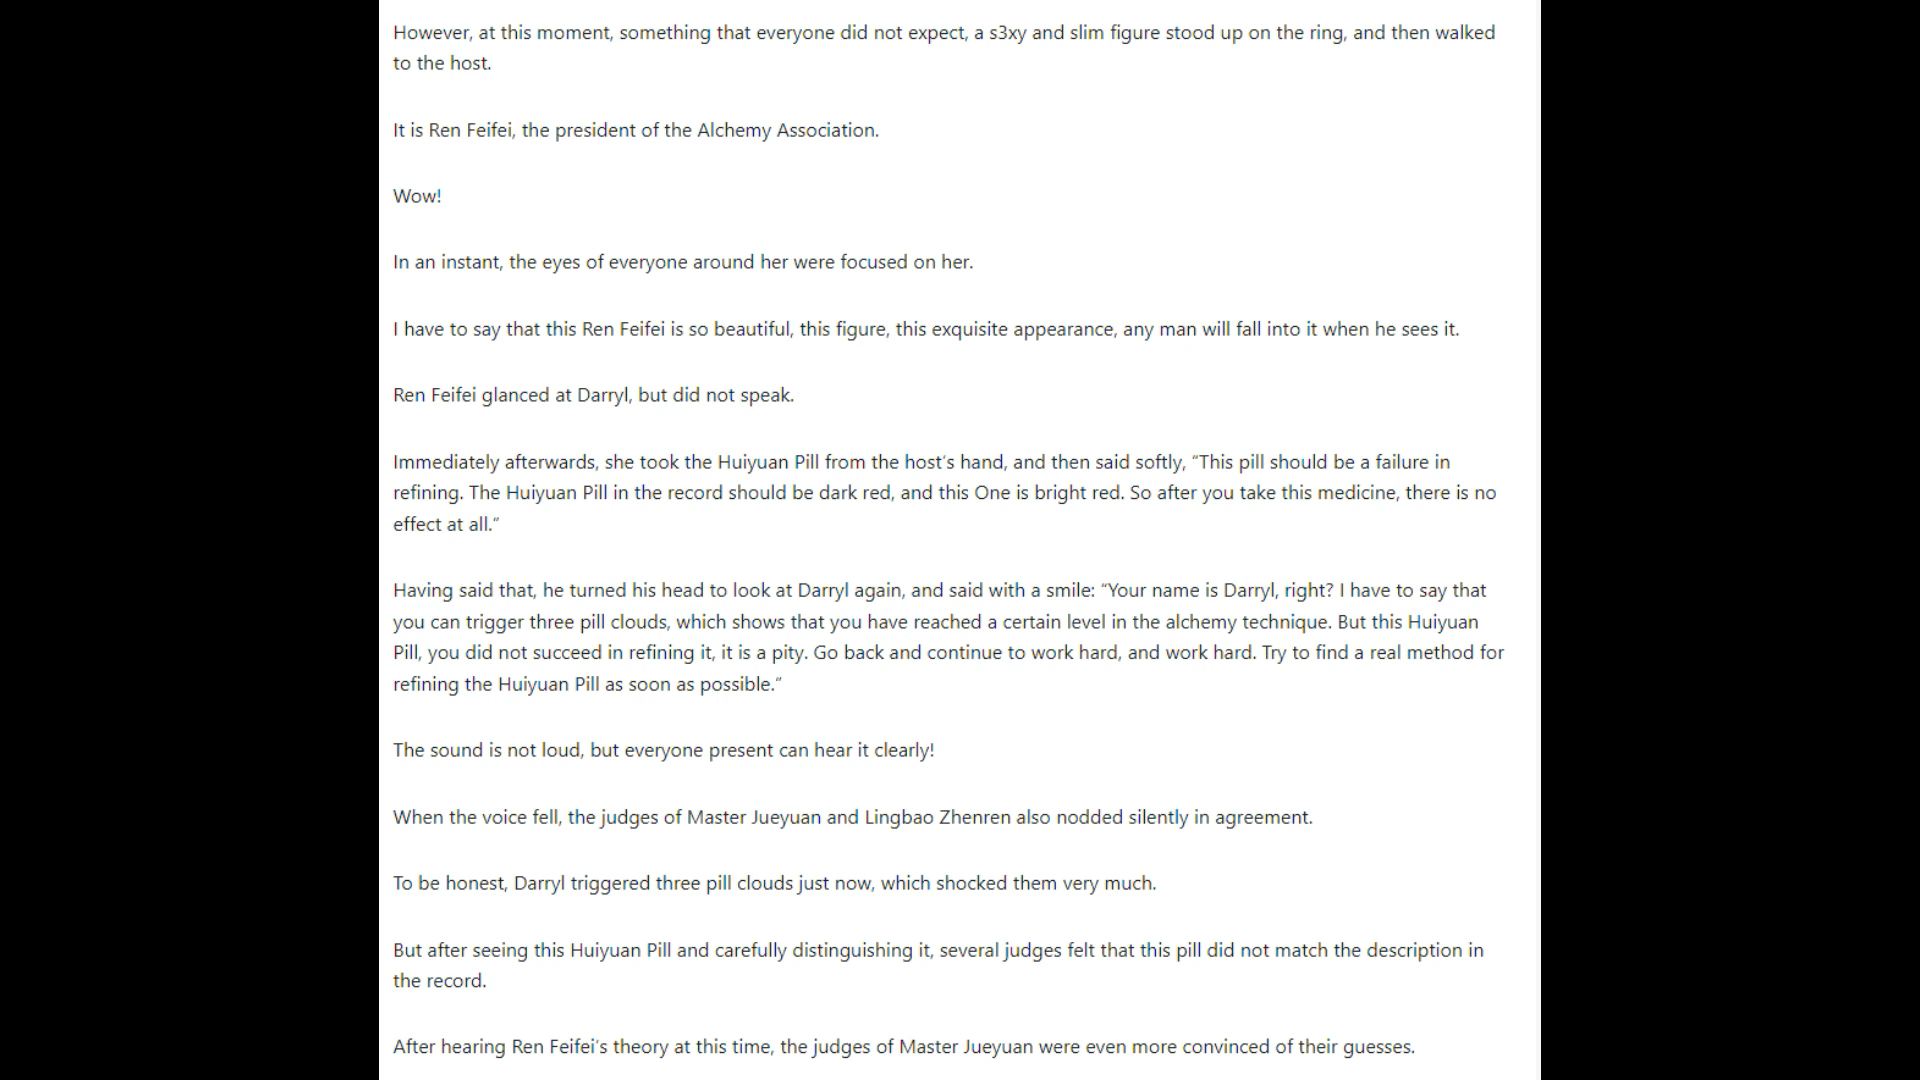 However, at this moment, something that everyone did not expect, a s3xy and slim figure stood up on the ring, and then walked
to the host.
It is Ren Feifei, the president of the Alchemy Association.
Wow!
In an instant, the eyes of everyone around her were focused on her.
I have to say that this Ren Feifei is so beautiful, this figure, this exquisite appearance, any man will fall into it when he sees it.
Ren Feifei glanced at Darryl, but did not speak.
Immediately afterwards, she took the Huiyuan Pill from the host’s hand, and then said softly, “This pill should be a failure in
refining. The Huiyuan Pill in the record should be dark red, and this One is bright red. So after you take this medicine, there is no
effect at all.”
Having said that, he turned his head to look at Darryl again, and said with a smile: “Your name is Darryl, right? I have to say that
you can trigger three pill clouds, which shows that you have reached a certain level in the alchemy technique. But this Huiyuan
Pill, you did not succeed in refining it, it is a pity. Go back and continue to work hard, and work hard. Try to find a real method for
refining the Huiyuan Pill as soon as possible.”
The sound is not loud, but everyone present can hear it clearly!
When the voice fell, the judges of Master Jueyuan and Lingbao Zhenren also nodded silently in agreement.
To be honest, Darryl triggered three pill clouds just now, which shocked them very much.
But after seeing this Huiyuan Pill and carefully distinguishing it, several judges felt that this pill did not match the description in
the record.
After hearing Ren Feifei’s theory at this time, the judges of Master Jueyuan were even more convinced of their guesses.